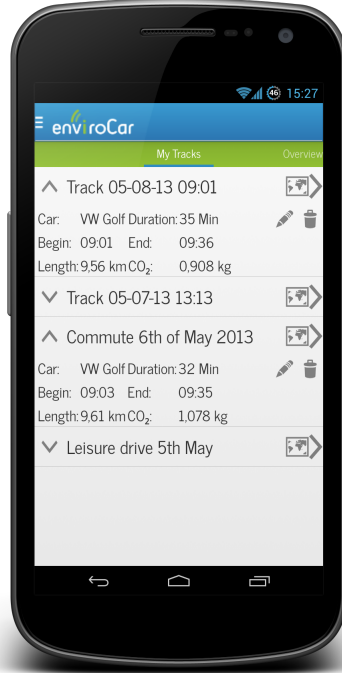 46 15:27
enviroCar
My Tracks Overview
Track 05-08-13 09:01
Car: VW Golf Duration: 35 Min
Begin: 09:01 End: 09:36
Length: 9,56 km CO₂: 0,908 kg
Track 05-07-13 13:13
Commute 6th of May 2013
Car: VW Golf Duration: 32 Min
Begin: 09:03 End: 09:35
Length: 9,61 km CO₂: 1,078 kg
Leisure drive 5th May